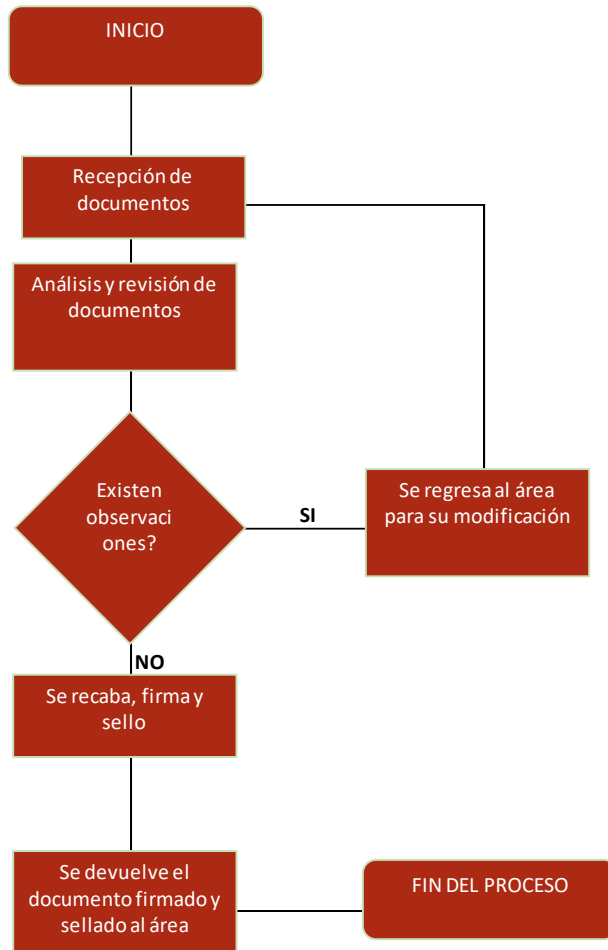 INICIO
Recepción de
documentos
Análisis y revisión de
documentos
Existen
observaci
ones?
SI
Se regresa al área
para su modificación
NO
Se recaba, firma y
sello
Se devuelve el
documento firmado y
sellado al área
FIN DEL PROCESO